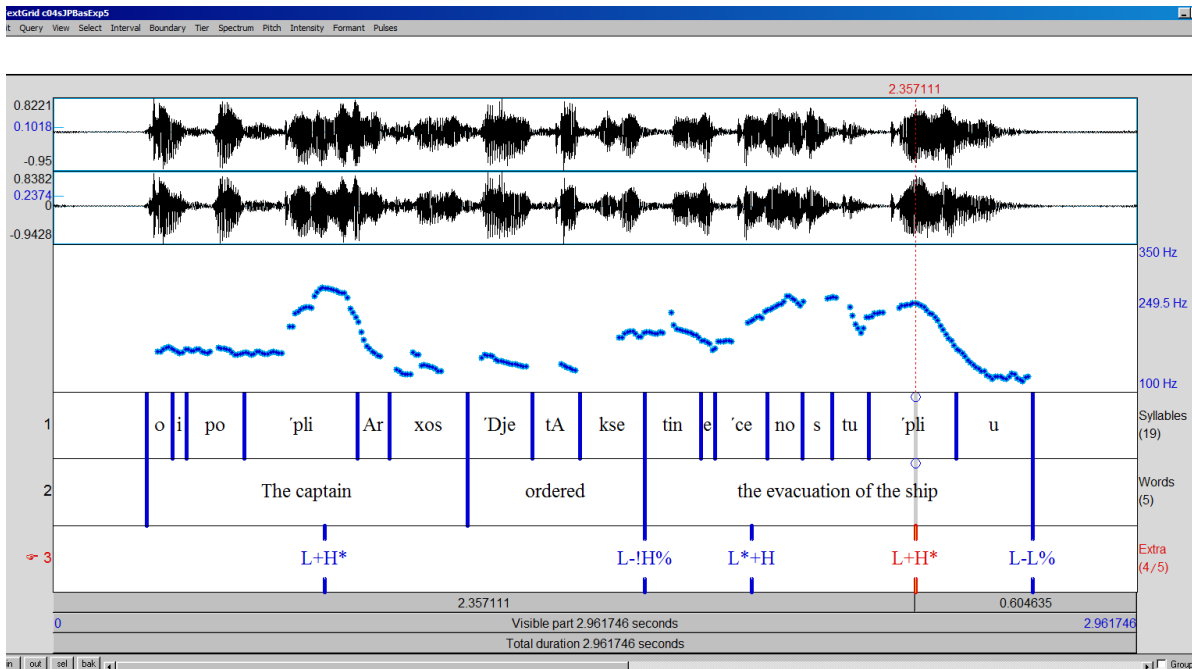 extGrid c04sJPBasExp5
it Query View Select Interval Boundary Tier Spectrum Pitch Intensity Formant Pulses
2.357111
0.8221
0.1018
-0.95
0.8382
0.2374
0
-0.9428
350 Hz
249.5 Hz
100 Hz
1 o i po ´pli Ar xos ´Dje tA kse tin e ´ce no s tu ´pli u Syllables (19)
2 The captain ordered the evacuation of the ship Words (5)
3 L+H* L-!H% L*+H L+H* L-L% Extra (4/5)
2.357111 0.604635
0 Visible part 2.961746 seconds 2.961746
Total duration 2.961746 seconds
in out sel bak Group